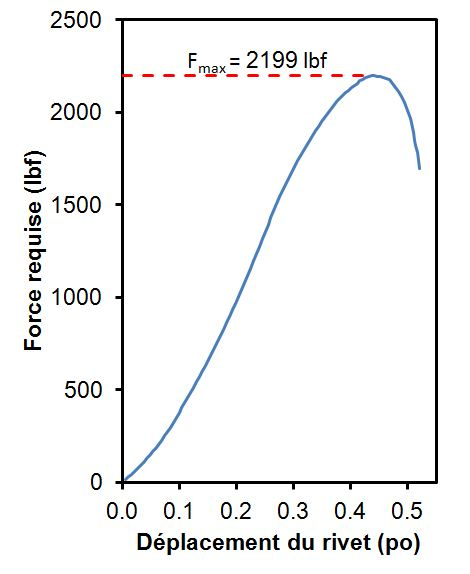 2500
F_max = 2199 lbf
2000
1500
1000
500
0
Force requise (lbf)
0.0 0.1 0.2 0.3 0.4 0.5
Déplacement du rivet (po)